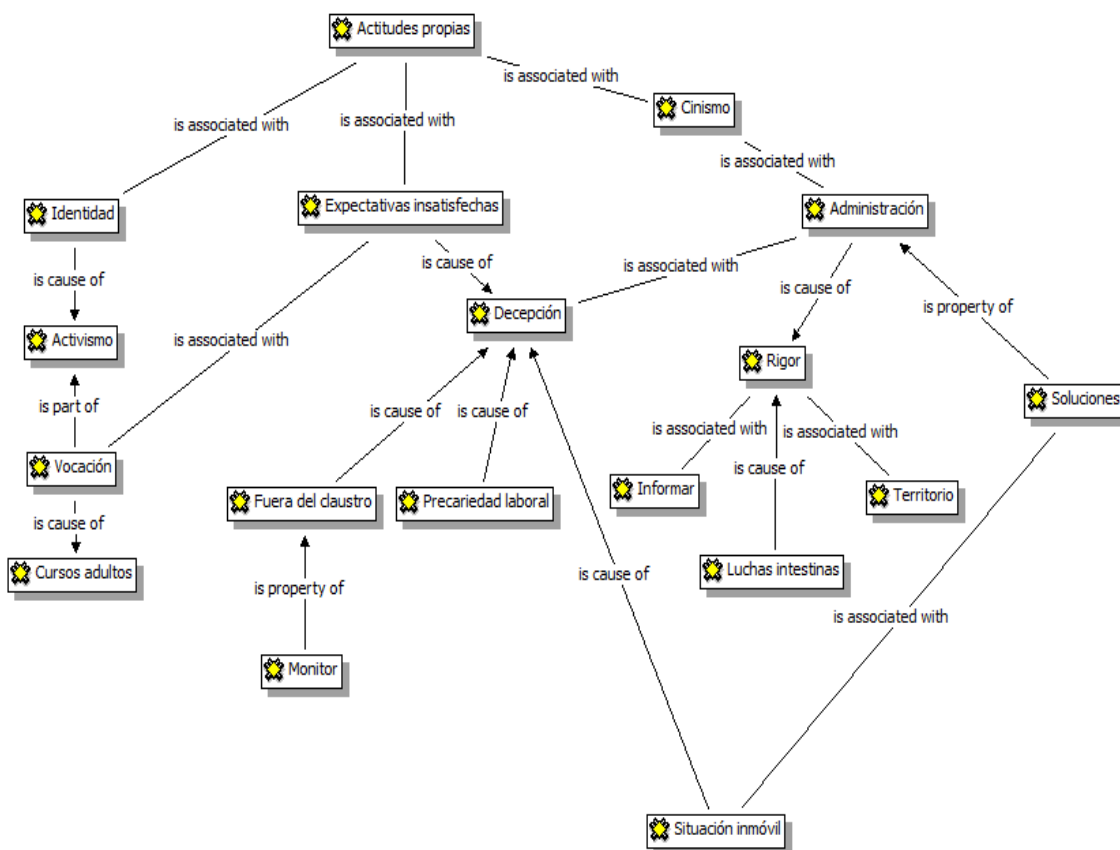 Actitudes propias
is associated with
Cinismo
is associated with
is associated with
is associated with
Identidad
Expectativas insatisfechas
Administración
is cause of
is cause of
is associated with
is cause of
is property of
Decepción
Activismo
is associated with
Rigor
is part of
is cause of
is cause of
Soluciones
is associated with
is associated with
Vocación
is cause of
Fuera del claustro
Precariedad laboral
Informar
Territorio
is cause of
Cursos adultos
is cause of
Luchas intestinas
is property of
is associated with
Monitor
Situación inmóvil